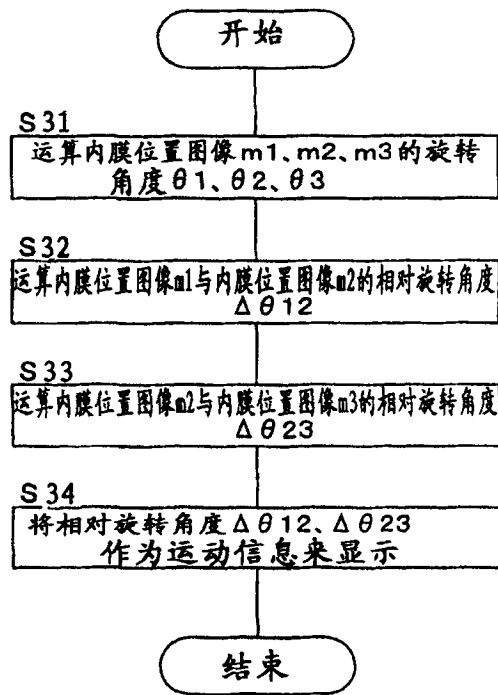 开始
S31
运算内膜位置图像m1、m2、m3的旋转
角度θ1、θ2、θ3
S32
运算内膜位置图像m1与内膜位置图像m2的相对旋转角度
Δθ12
S33
运算内膜位置图像m2与内膜位置图像m3的相对旋转角度
Δθ23
S34
将相对旋转角度Δθ12、Δθ23
作为运动信息来显示
结束